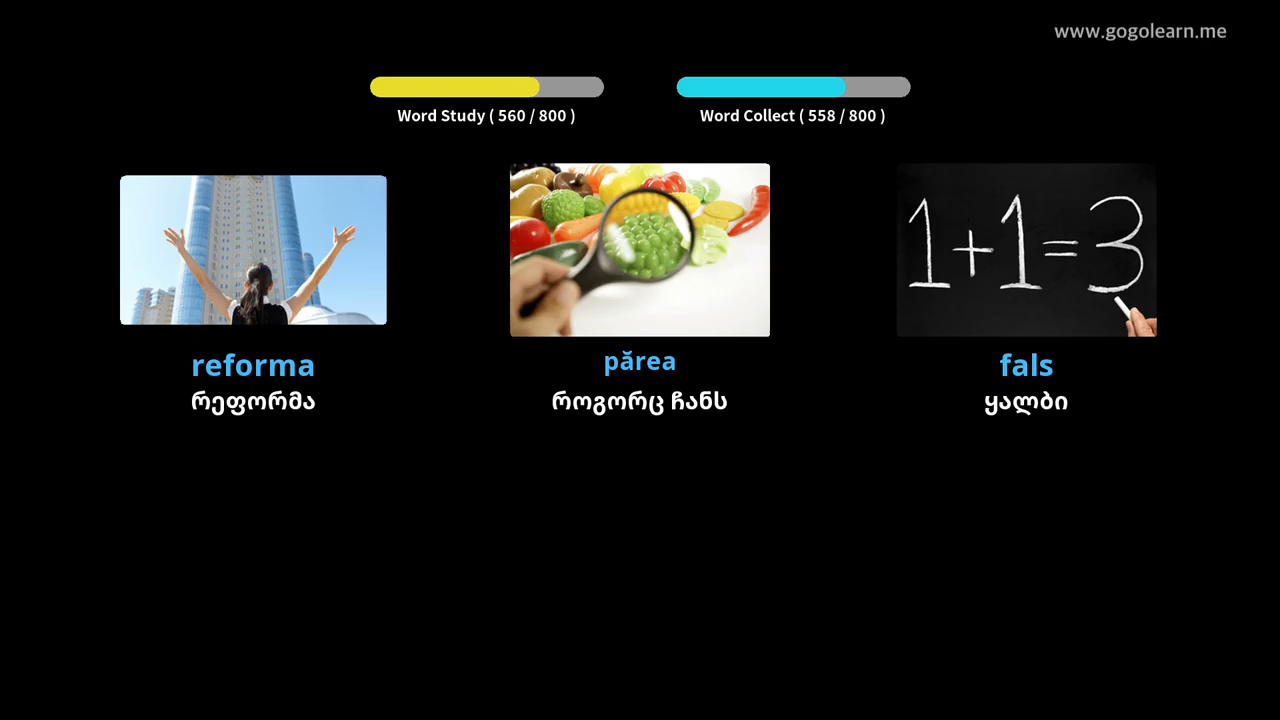 www.gogolearn.me
Word Study ( 560 / 800 )
Word Collect ( 558 / 800 )
1+1=3
reforma
părea
fals
რეფორმა
როგორც ჩანს
ყალბი